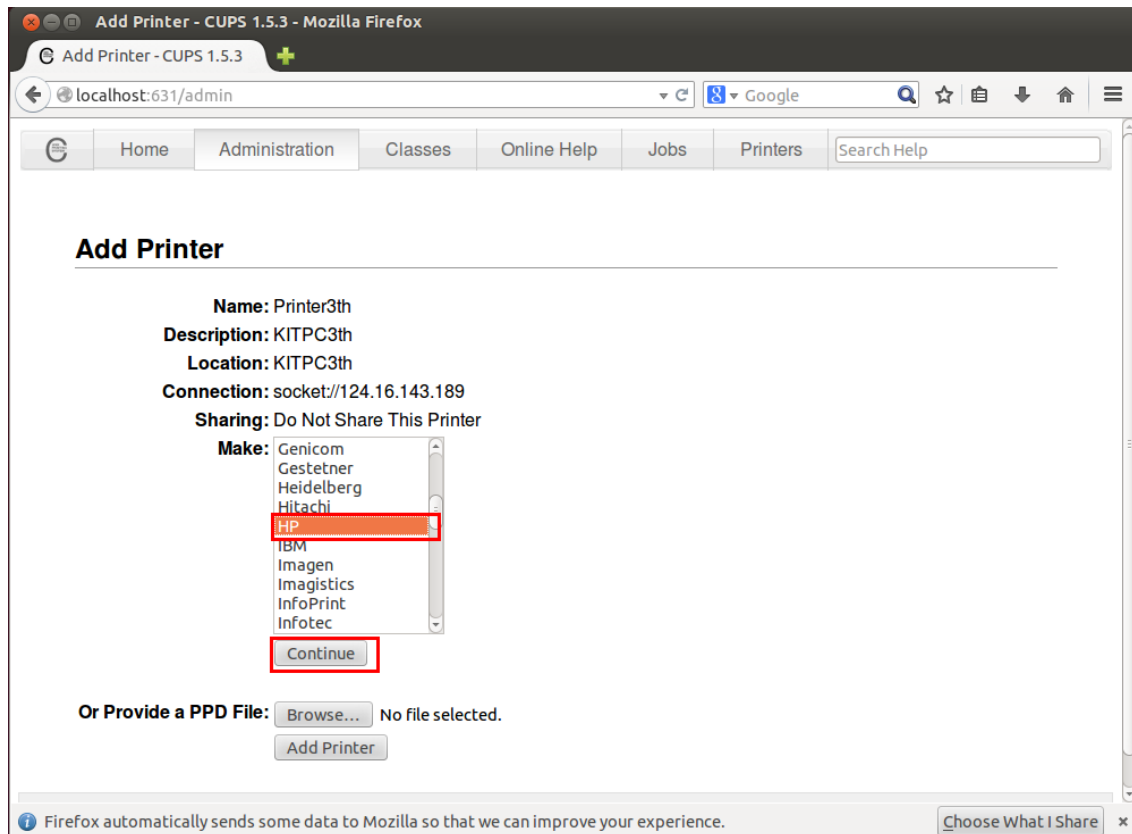 Add Printer - CUPS 1.5.3 - Mozilla Firefox
Add Printer - CUPS 1.5.3
localhost:631/admin
Google
Home Administration Classes Online Help Jobs Printers Search Help
Add Printer
Name: Printer3th
Description: KITPC3th
Location: KITPC3th
Connection: socket://124.16.143.189
Sharing: Do Not Share This Printer
Make: Genicom
Gestetner
Heidelberg
Hitachi
HP
IBM
Imagen
Imagistics
InfoPrint
Infotec
Continue
Or Provide a PPD File: Browse... No file selected.
Add Printer
Firefox automatically sends some data to Mozilla so that we can improve your experience. Choose What I Share